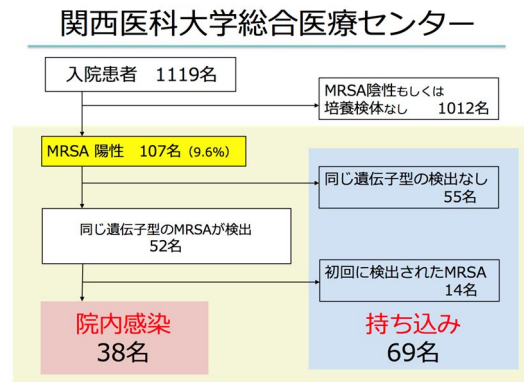 関西医科大学総合医療センター
入院患者 1119名
MRSA陰性もしくは
培養検体なし 1012名
MRSA 陽性 107名 (9.6%)
同じ遺伝子型の検出なし
55名
同じ遺伝子型のMRSAが検出
52名
初回に検出されたMRSA
14名
院内感染
38名
持ち込み
69名